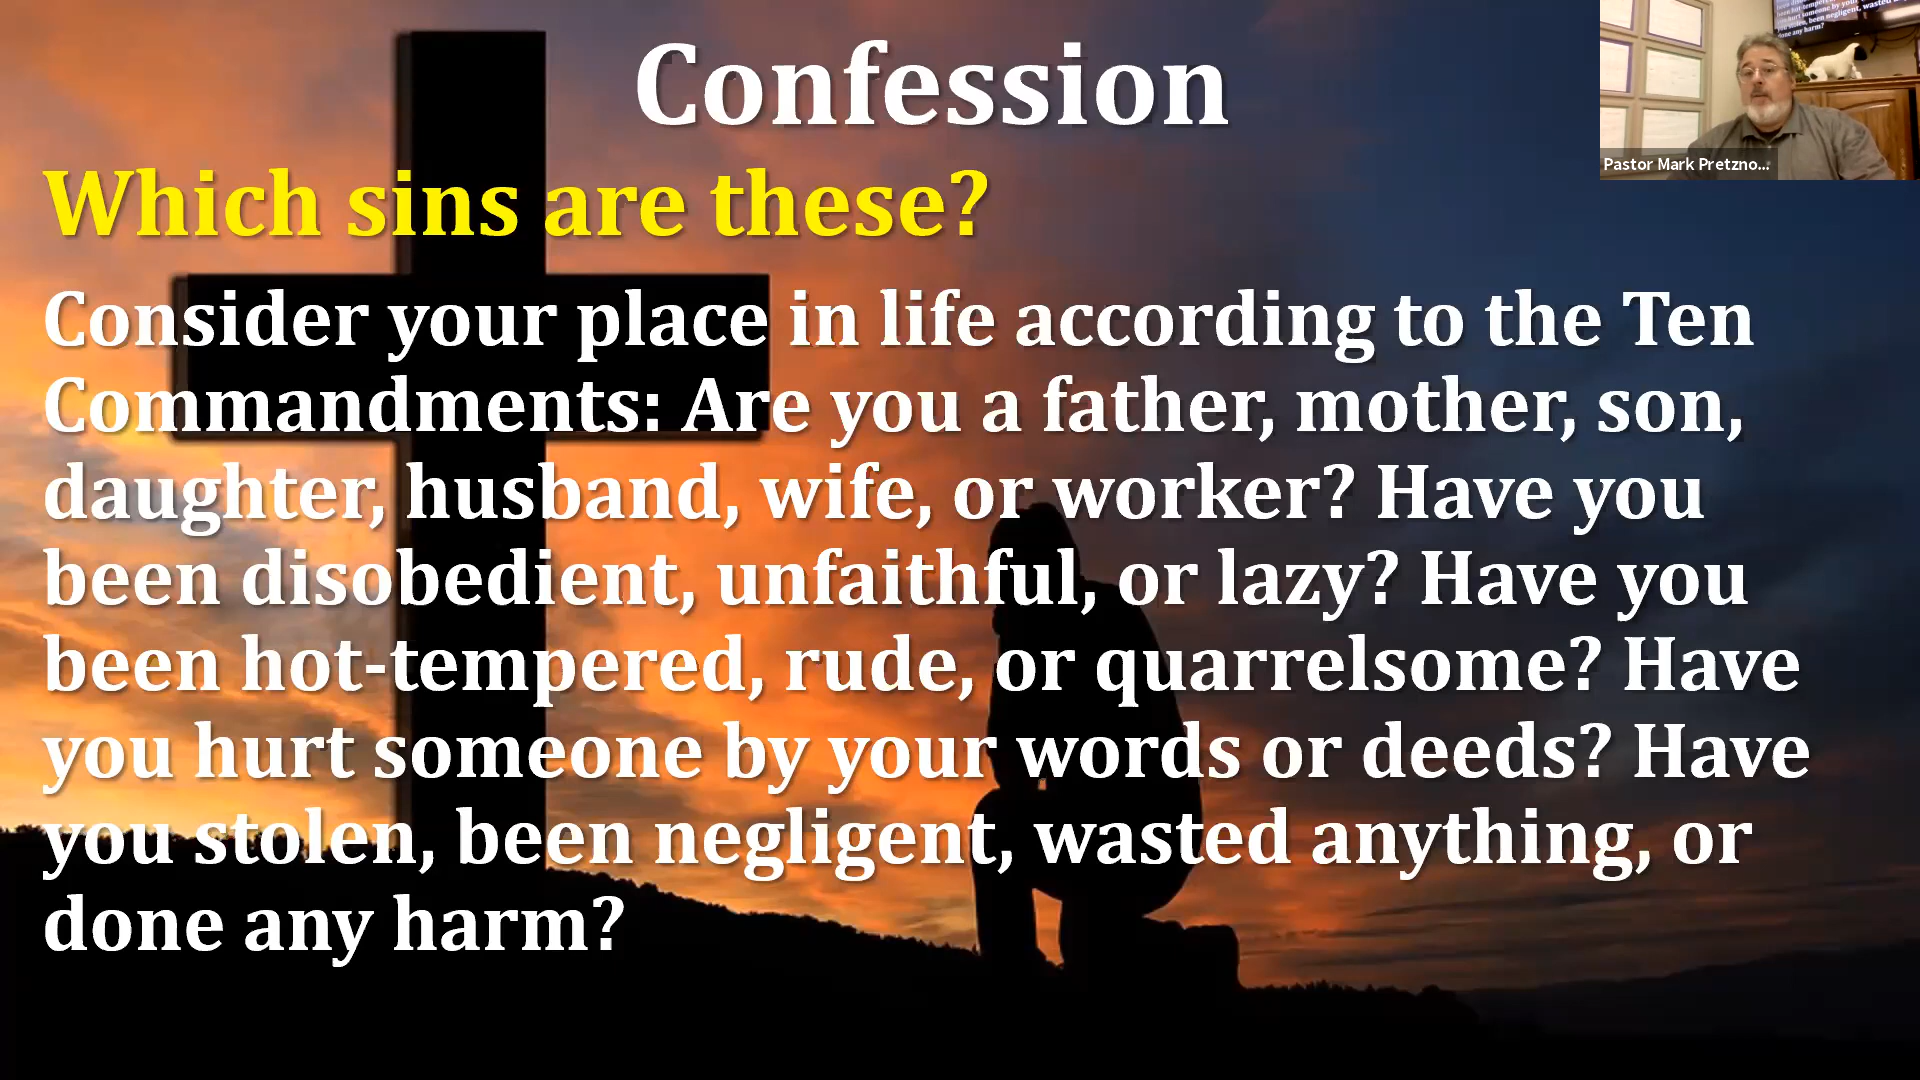 Confession
Which sins are these?
Consider your place in life according to the Ten
Commandments: Are you a father, mother, son,
daughter, husband, wife, or worker? Have you
been disobedient, unfaithful, or lazy? Have you
been hot-tempered, rude, or quarrelsome? Have
you hurt someone by your words or deeds? Have
you stolen, been negligent, wasted anything, or
done any harm?
Pastor Mark Pretzno...